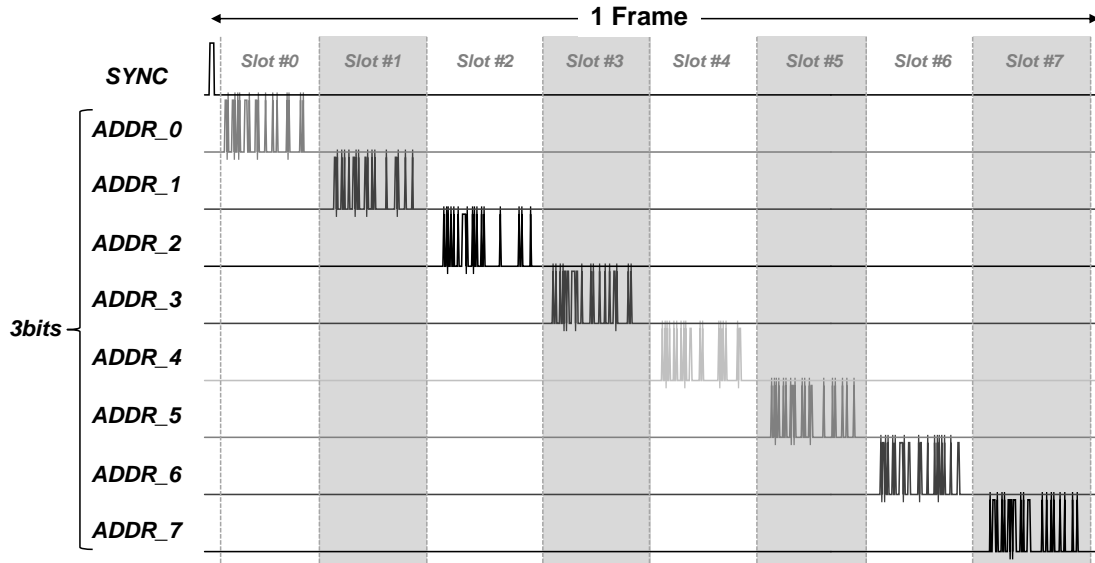 1 Frame
SYNC
Slot #0 Slot #1 Slot #2 Slot #3 Slot #4 Slot #5 Slot #6 Slot #7
ADDR_0
ADDR_1
ADDR_2
ADDR_3
3bits
ADDR_4
ADDR_5
ADDR_6
ADDR_7